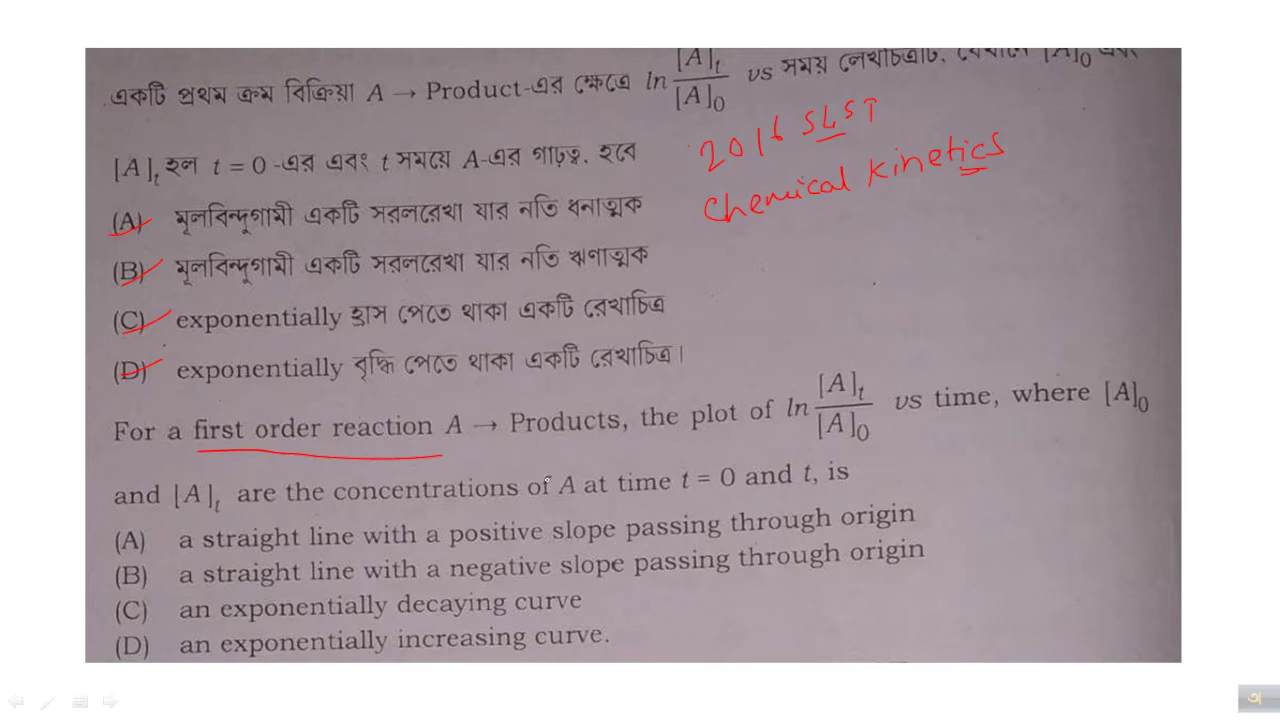 একটি প্রথম ক্রম বিক্রিয়া A → Product-এর ক্ষেত্রে ln [A]t/[A]0 vs সময় লেখচিত্রটি, যেখানে [A]0 এবং
[A]t হল t = 0 -এর এবং t সময়ে A-এর গাঢ়ত্ব, হবে
2016 SLST
Chemical Kinetics
(A) মূলবিন্দুগামী একটি সরলরেখা যার নতি ধনাত্মক
(B) মূলবিন্দুগামী একটি সরলরেখা যার নতি ঋণাত্মক
(C) exponentially হ্রাস পেতে থাকা একটি রেখাচিত্র
(D) exponentially বৃদ্ধি পেতে থাকা একটি রেখাচিত্র।
For a first order reaction A → Products, the plot of ln [A]t/[A]0 vs time, where [A]0
and [A]t are the concentrations of A at time t = 0 and t, is
(A) a straight line with a positive slope passing through origin
(B) a straight line with a negative slope passing through origin
(C) an exponentially decaying curve
(D) an exponentially increasing curve.
অ